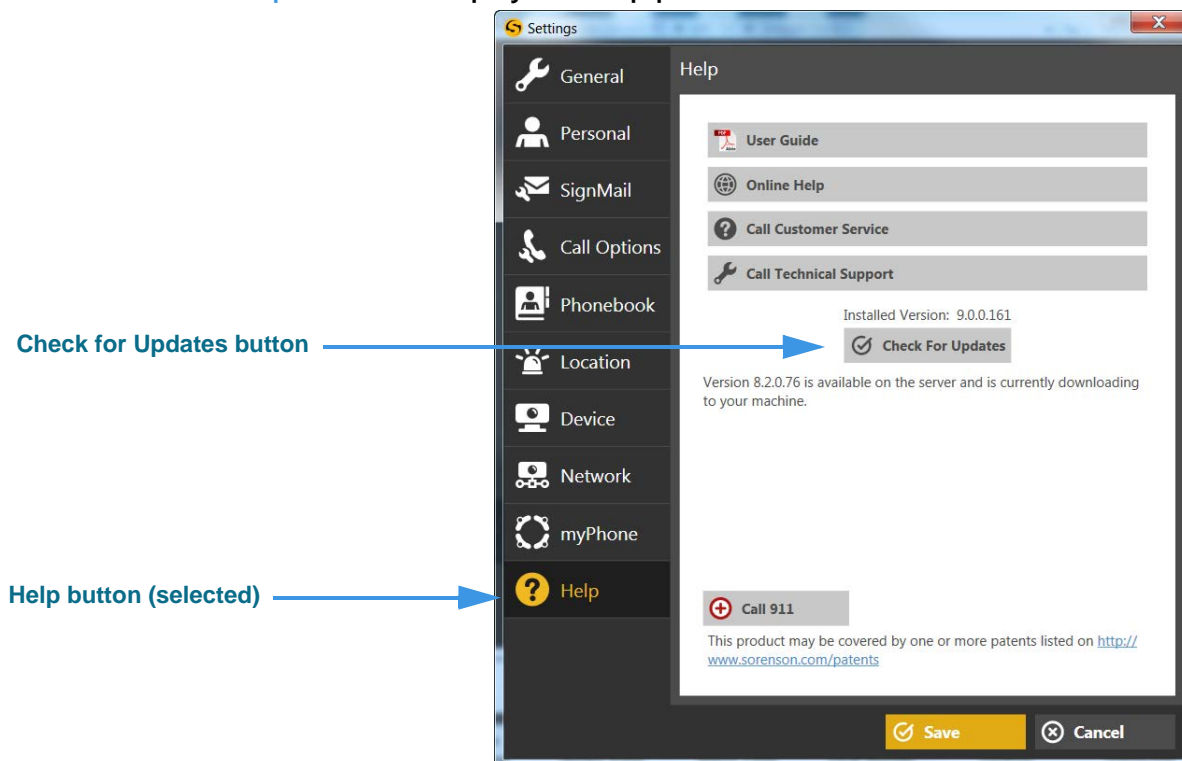 Settings
General
Personal
SignMail
Call Options
Phonebook
Location
Device
Network
myPhone
Help
Help
User Guide
Online Help
Call Customer Service
Call Technical Support
Installed Version: 9.0.0.161
Check For Updates
Version 8.2.0.76 is available on the server and is currently downloading
to your machine.
Call 911
This product may be covered by one or more patents listed on http://
www.sorenson.com/patents
Save
Cancel
Check for Updates button
Help button (selected)